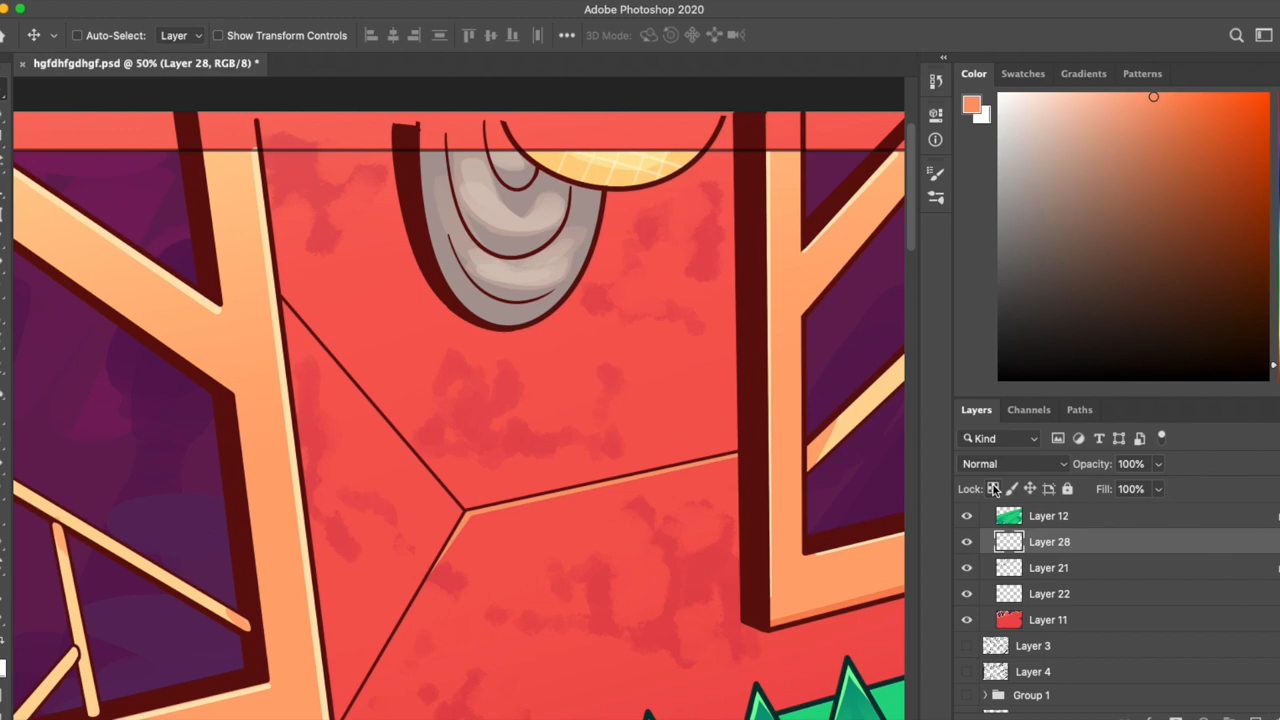 Adobe Photoshop 2020
Auto-Select: Layer Show Transform Controls 3D Mode:
hgfdhfgdhgf.psd @ 50% (Layer 28, RGB/8) *
Color Swatches Gradients Patterns
Layers Channels Paths
Kind
Normal Opacity: 100%
Lock: Fill: 100%
Layer 12
Layer 28
Layer 21
Layer 22
Layer 11
Layer 3
Layer 4
Group 1